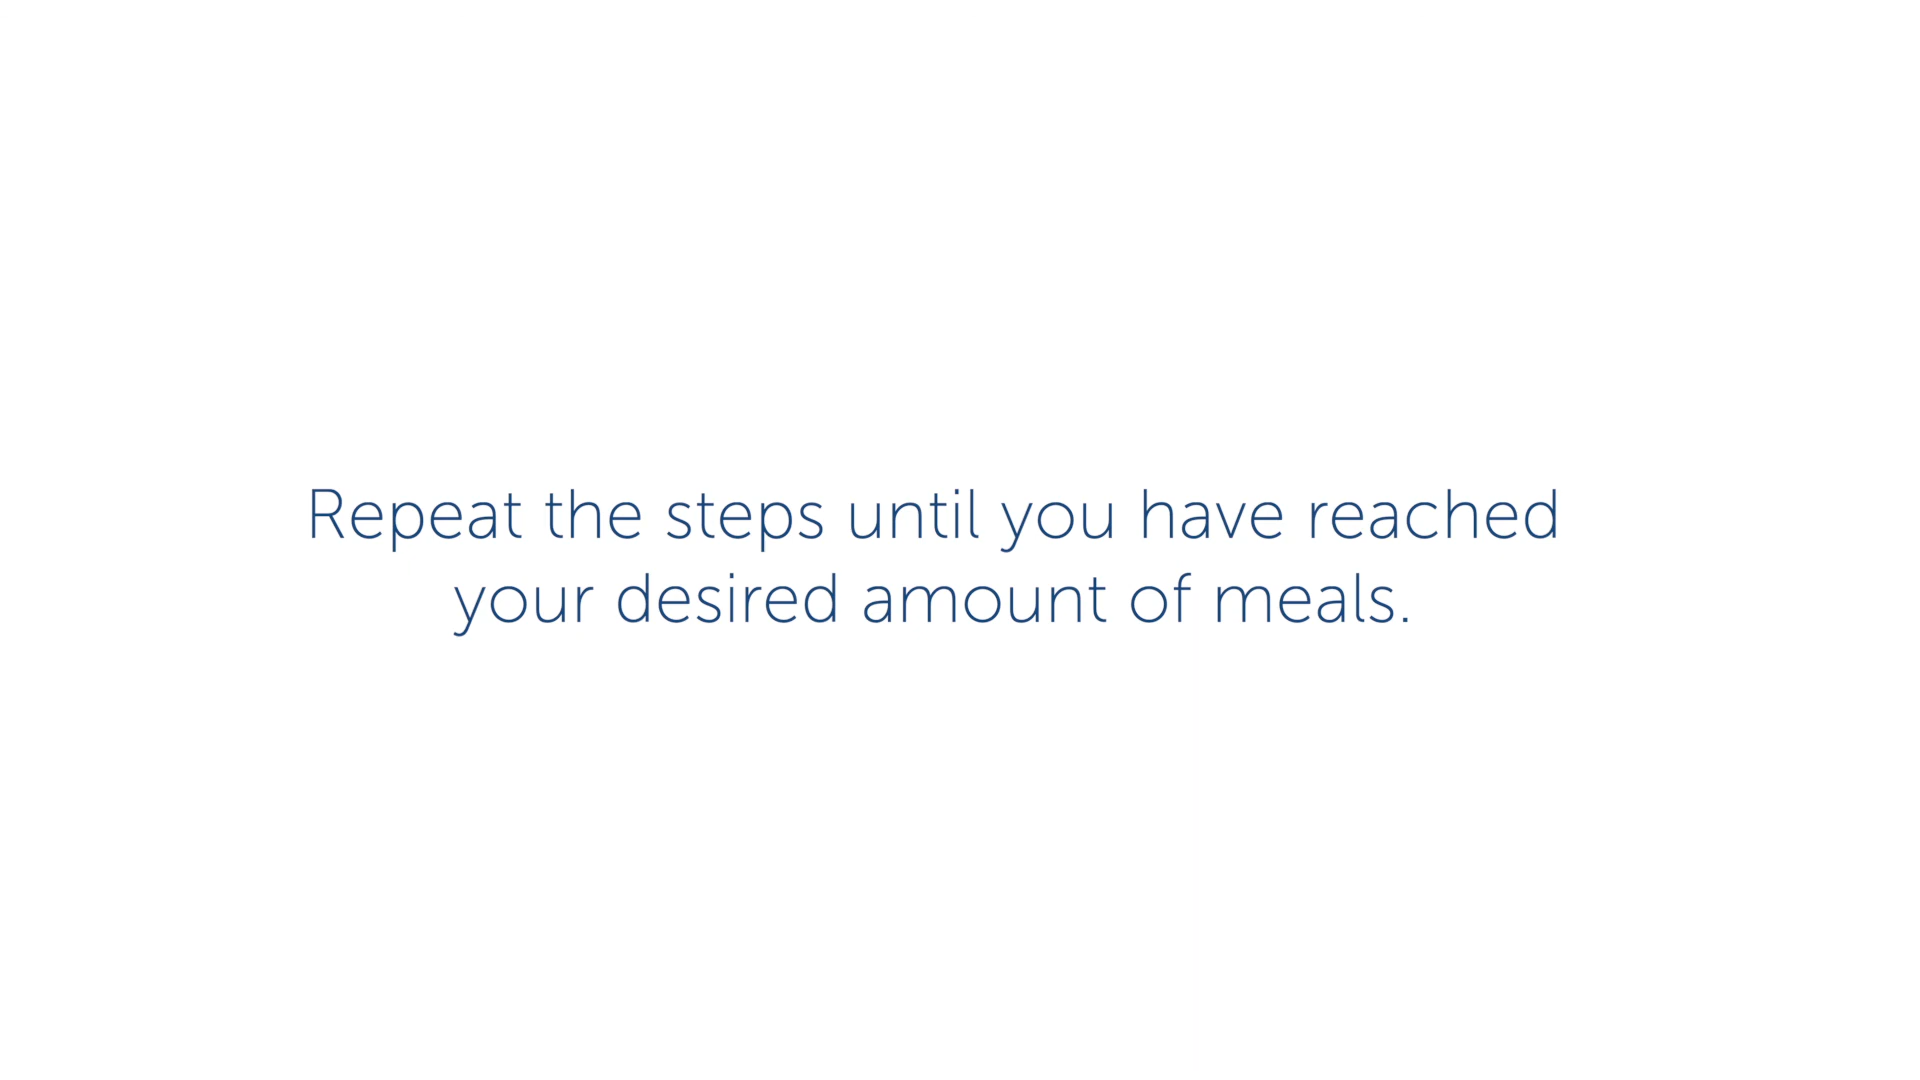 Repeat the steps until you have reached
your desired amount of meals.